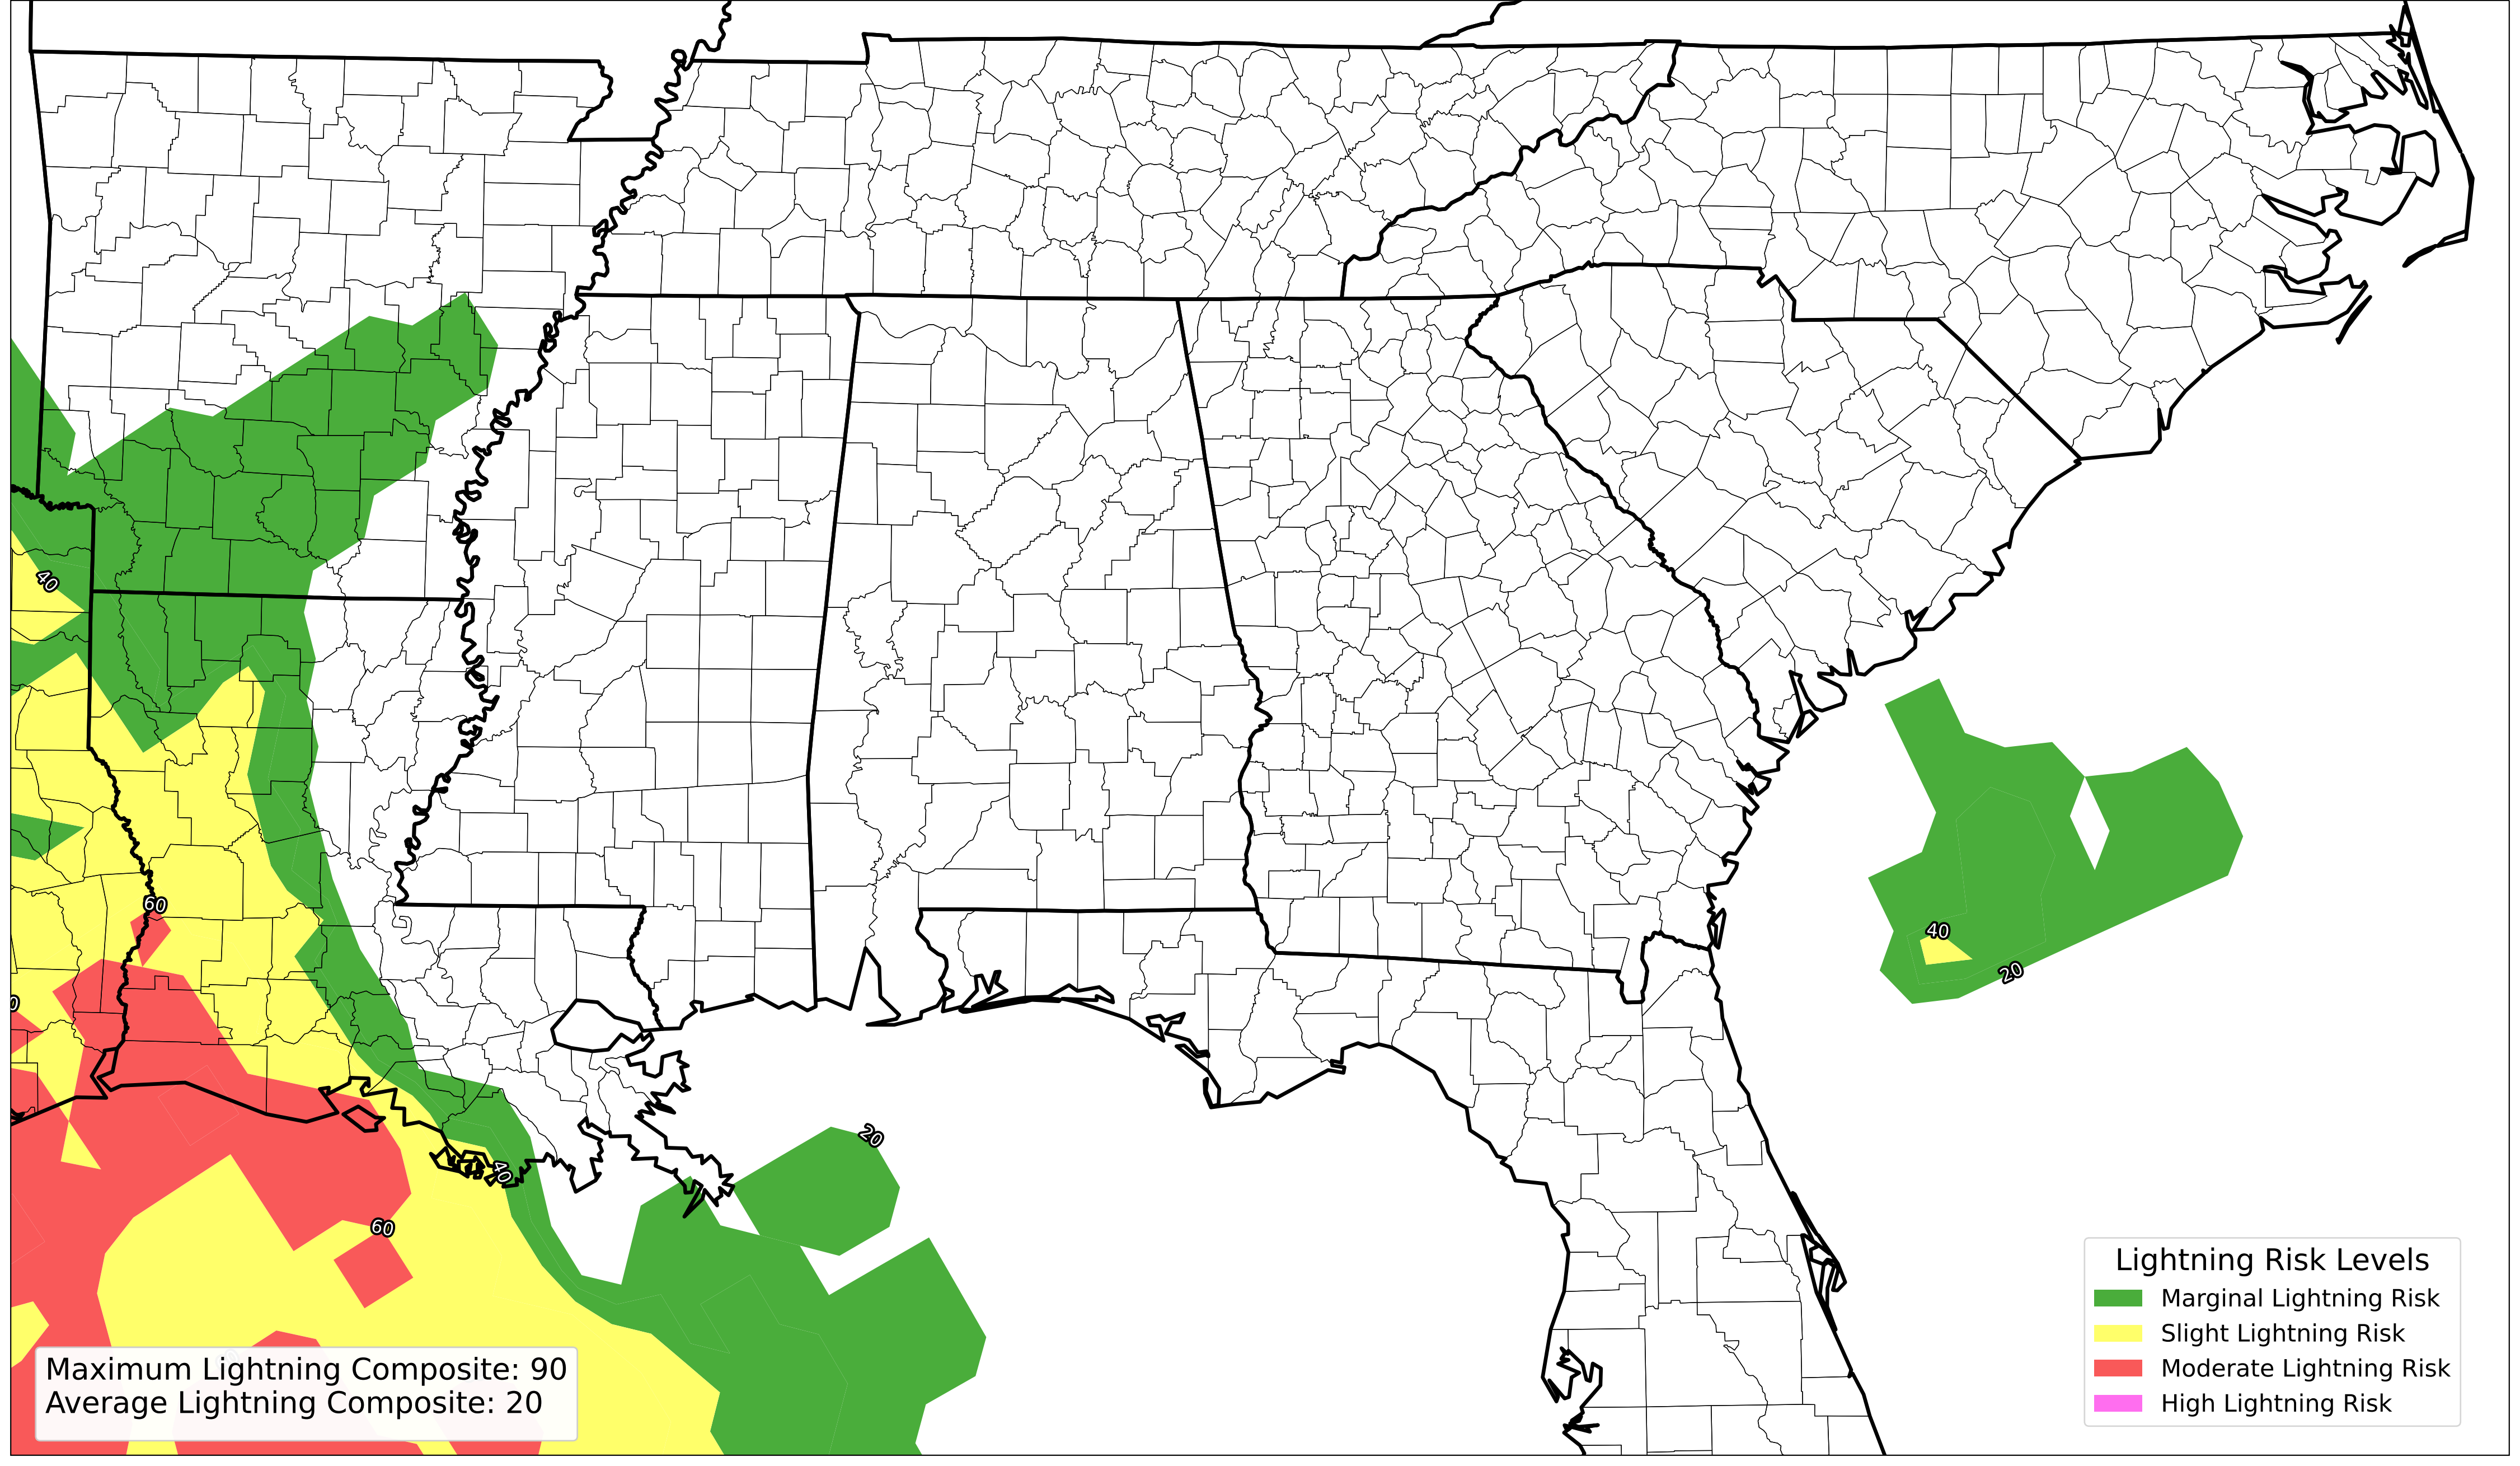 40
60
0
40
20
20
40
60
Lightning Risk Levels
Marginal Lightning Risk
Slight Lightning Risk
Moderate Lightning Risk
High Lightning Risk
Maximum Lightning Composite: 90
Average Lightning Composite: 20